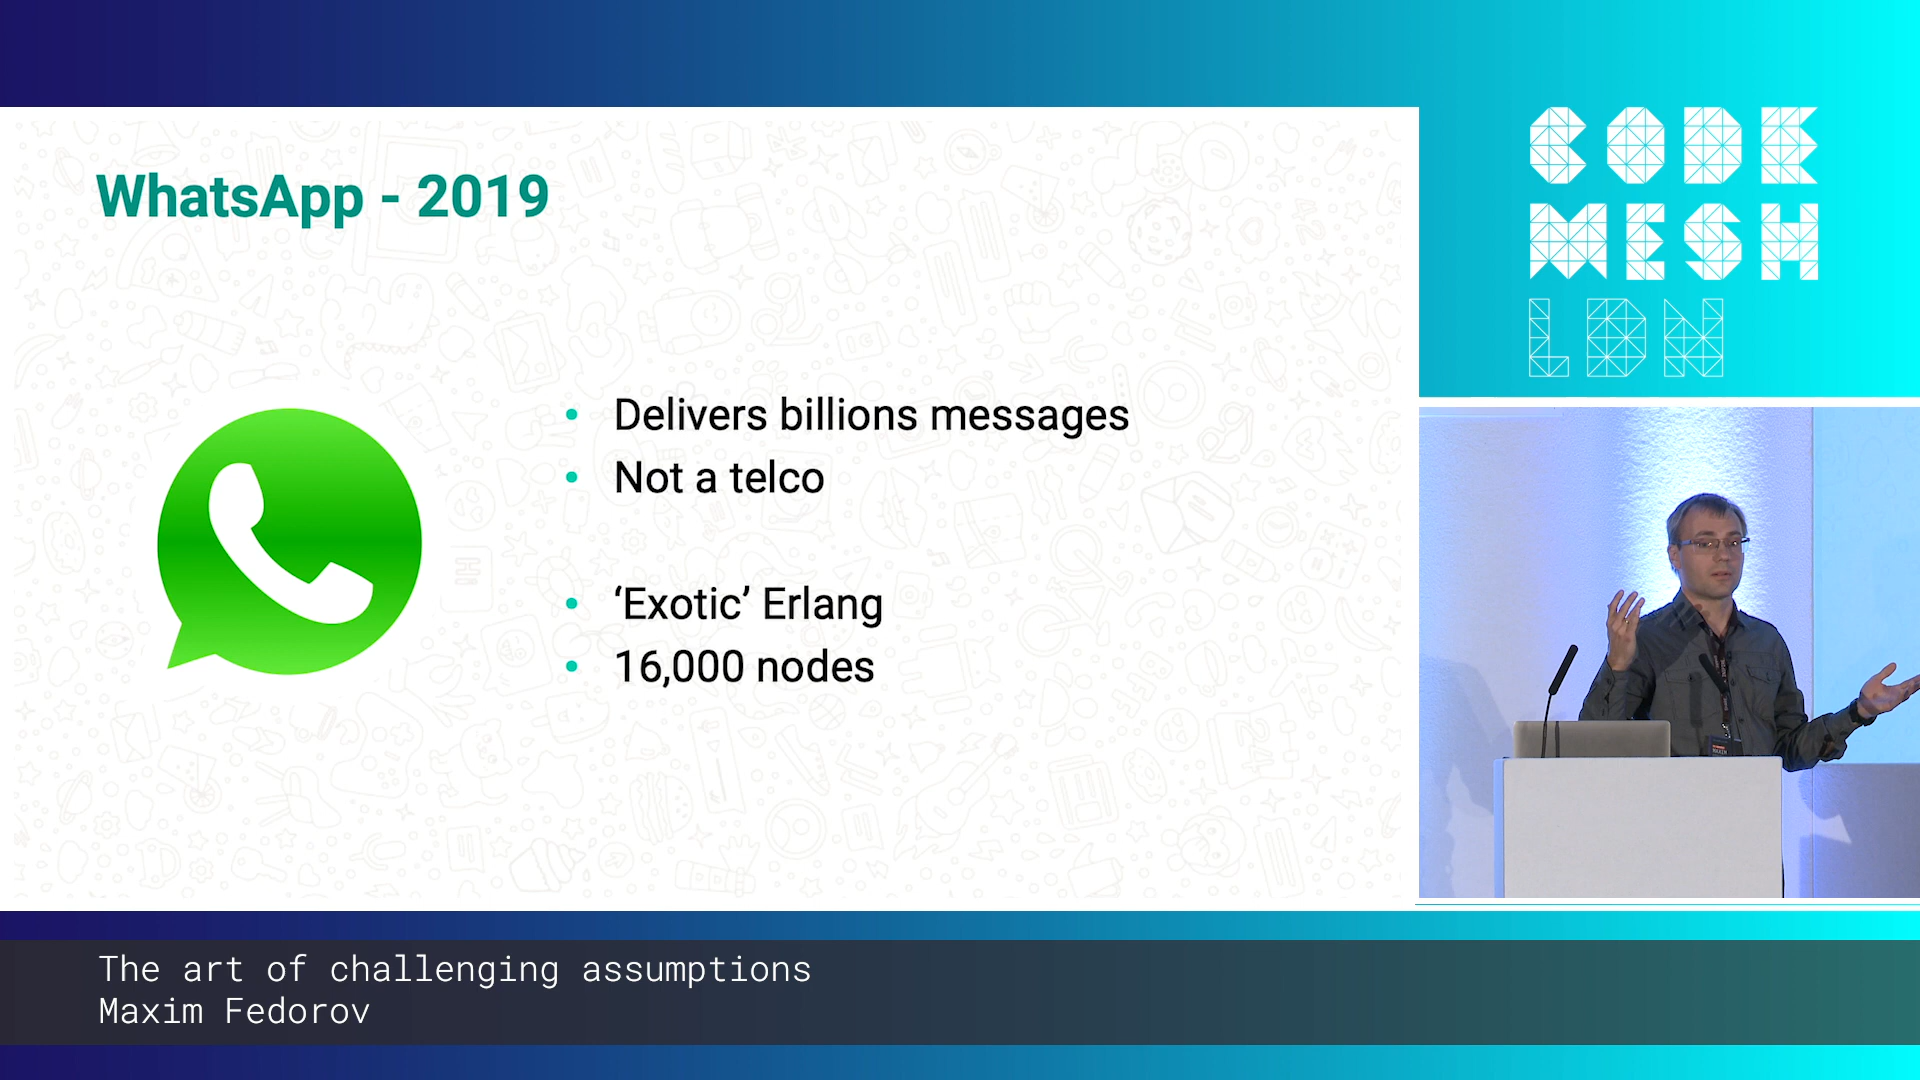 WhatsApp - 2019
Delivers billions messages
Not a telco
‘Exotic’ Erlang
16,000 nodes
CODE
MESH
LDN
The art of challenging assumptions
Maxim Fedorov